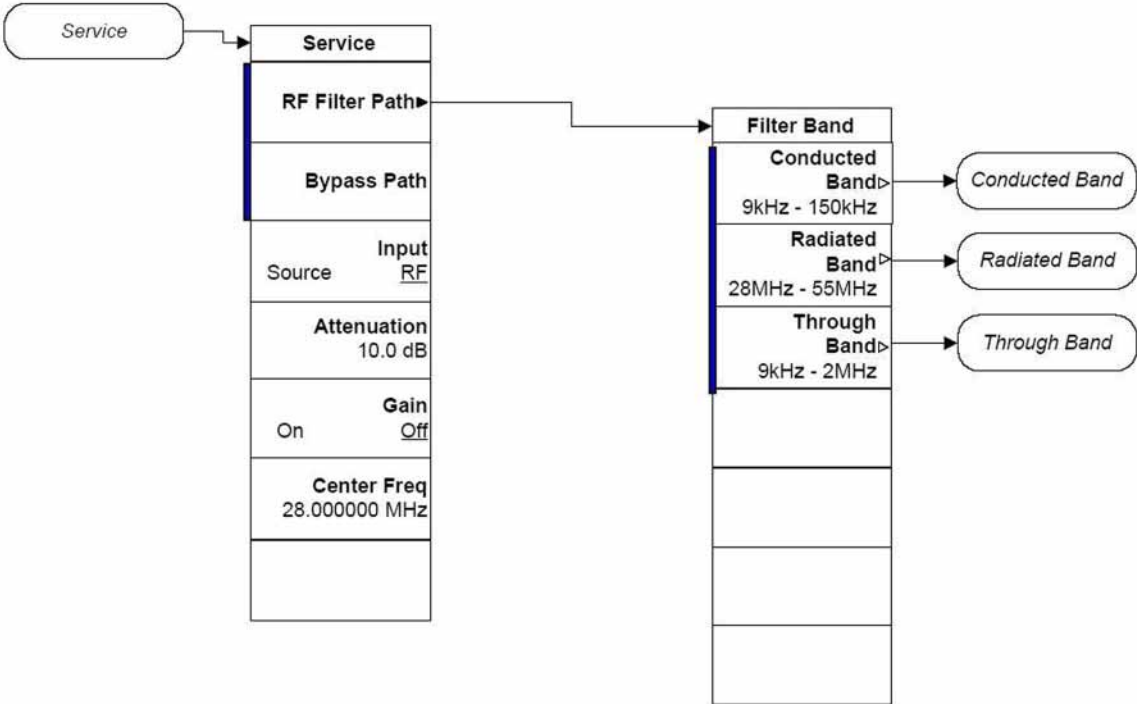 Service
Service
RF Filter Path
Bypass Path
Input
Source RF
Attenuation
10.0 dB
Gain
On Off
Center Freq
28.000000 MHz
Filter Band
Conducted
Band
9kHz - 150kHz
Radiated
Band
28MHz - 55MHz
Through
Band
9kHz - 2MHz
Conducted Band
Radiated Band
Through Band